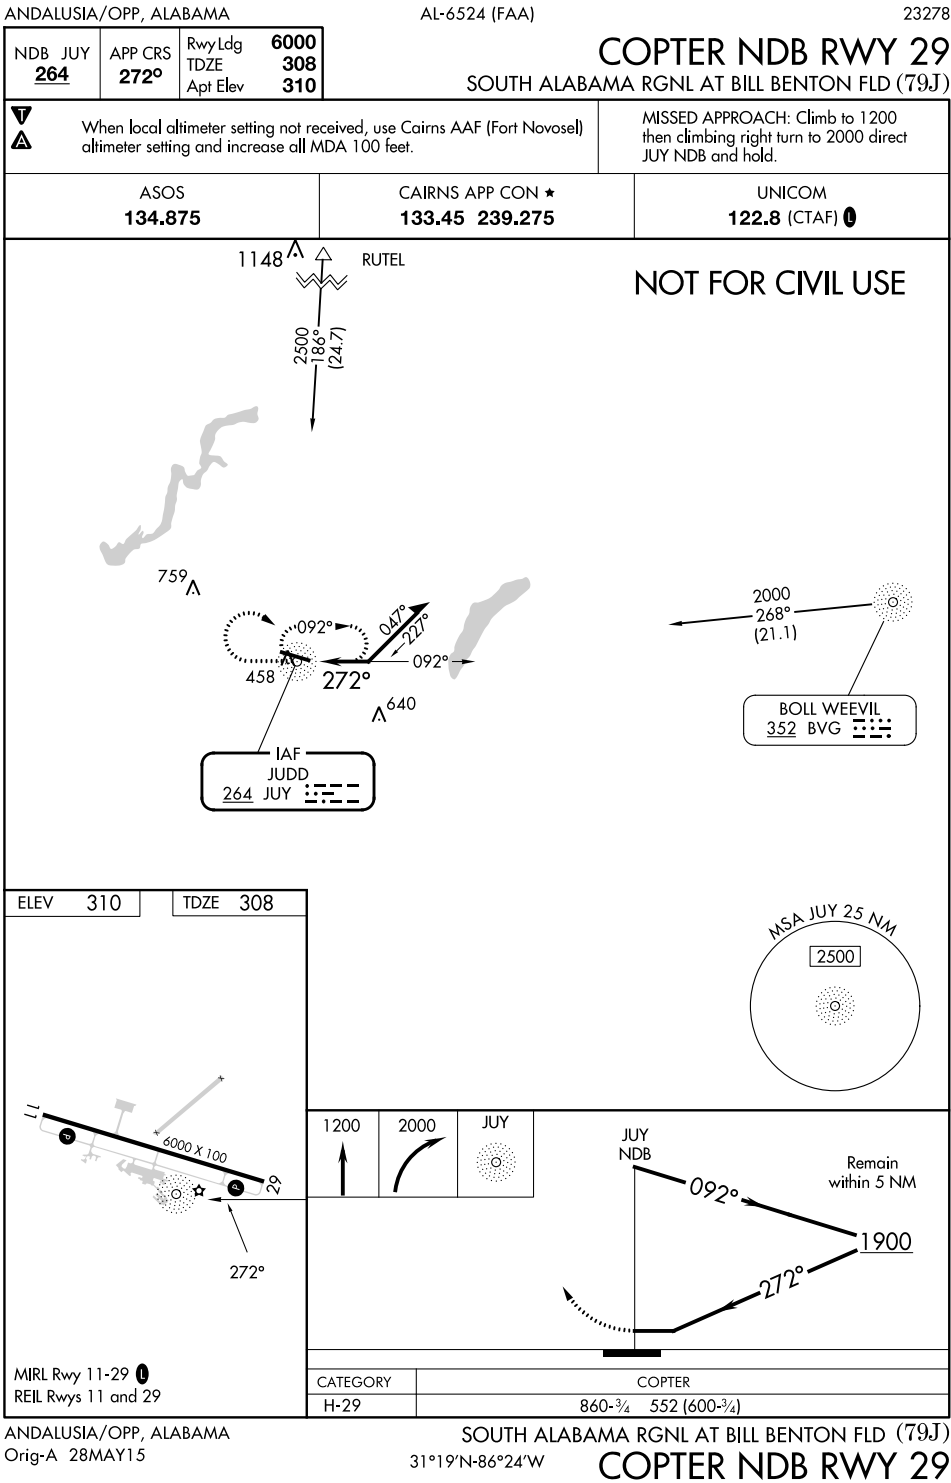 ANDALUSIA/OPP, ALABAMA
AL-6524 (FAA)
23278
NDB JUY
264
APP CRS
272°
Rwy Ldg 6000
TDZE 308
Apt Elev 310
COPTER NDB RWY 29
SOUTH ALABAMA RGNL AT BILL BENTON FLD (79J)
T
A
When local altimeter setting not received, use Cairns AAF (Fort Novosel)
altimeter setting and increase all MDA 100 feet.
MISSED APPROACH: Climb to 1200
then climbing right turn to 2000 direct
JUY NDB and hold.
ASOS
134.875
CAIRNS APP CON ★
133.45 239.275
UNICOM
122.8 (CTAF) L
1148
RUTEL
NOT FOR CIVIL USE
2500
186°
(24.7)
759
092°
047°
227°
092°
458
272°
640
2000
268°
(21.1)
BOLL WEEVIL
352 BVG
IAF
JUDD
264 JUY
ELEV 310
TDZE 308
MSA JUY 25 NM
2500
11
P
6000 X 100
P
29
272°
MIRL Rwy 11-29 L
REIL Rwys 11 and 29
1200
2000
JUY
JUY
NDB
Remain
within 5 NM
092°
1900
272°
CATEGORY
COPTER
H-29
860-¾ 552 (600-¾)
ANDALUSIA/OPP, ALABAMA
Orig-A 28MAY15
31°19'N-86°24'W
SOUTH ALABAMA RGNL AT BILL BENTON FLD (79J)
COPTER NDB RWY 29